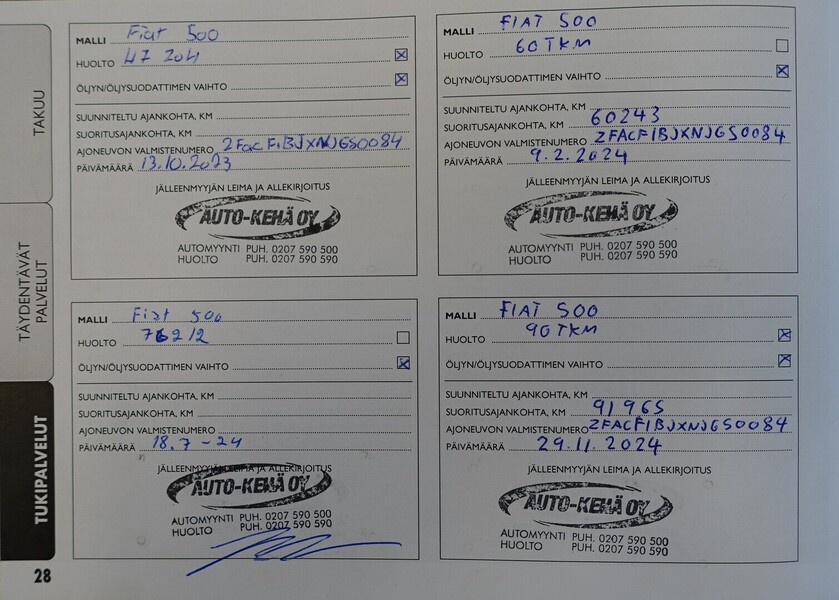 TAKUU
TÄYDENTÄVÄT
PALVELUT
TUKIPALVELUT
MALLI Fiat 500
HUOLTO 47 204
ÖLJYN/ÖLJYSUODATTIMEN VAIHTO
SUUNNITELTU AJANKOHTA, KM
SUORITUSAJANKOHTA, KM
AJONEUVON VALMISTENUMERO ZFACFIBJXNJGS0084
PÄIVÄMÄÄRÄ 13.10.2023
JÄLLEENMYYJÄN LEIMA JA ALLEKIRJOITUS
AUTO-KEHÄ OY
AUTOMYYNTI PUH. 0207 590 500
HUOLTO PUH. 0207 590 590
MALLI FIAT 500
HUOLTO 60TKM
ÖLJYN/ÖLJYSUODATTIMEN VAIHTO
SUUNNITELTU AJANKOHTA, KM
SUORITUSAJANKOHTA, KM 60243
AJONEUVON VALMISTENUMERO ZFACFIBJXNJGS0084
PÄIVÄMÄÄRÄ 9.2.2024
JÄLLEENMYYJÄN LEIMA JA ALLEKIRJOITUS
AUTO-KEHÄ OY
AUTOMYYNTI PUH. 0207 590 500
HUOLTO PUH. 0207 590 590
MALLI Fiat 500
HUOLTO 76212
ÖLJYN/ÖLJYSUODATTIMEN VAIHTO
SUUNNITELTU AJANKOHTA, KM
SUORITUSAJANKOHTA, KM
AJONEUVON VALMISTENUMERO
PÄIVÄMÄÄRÄ 18.7-24
JÄLLEENMYYJÄN LEIMA JA ALLEKIRJOITUS
AUTO-KEHÄ OY
AUTOMYYNTI PUH. 0207 590 500
HUOLTO PUH. 0207 590 590
MALLI FIAT 500
HUOLTO 90TKM
ÖLJYN/ÖLJYSUODATTIMEN VAIHTO
SUUNNITELTU AJANKOHTA, KM
SUORITUSAJANKOHTA, KM 91965
AJONEUVON VALMISTENUMERO ZFACFIBJXNJGS0084
PÄIVÄMÄÄRÄ 29.11.2024
JÄLLEENMYYJÄN LEIMA JA ALLEKIRJOITUS
AUTO-KEHÄ OY
AUTOMYYNTI PUH. 0207 590 500
HUOLTO PUH. 0207 590 590
28